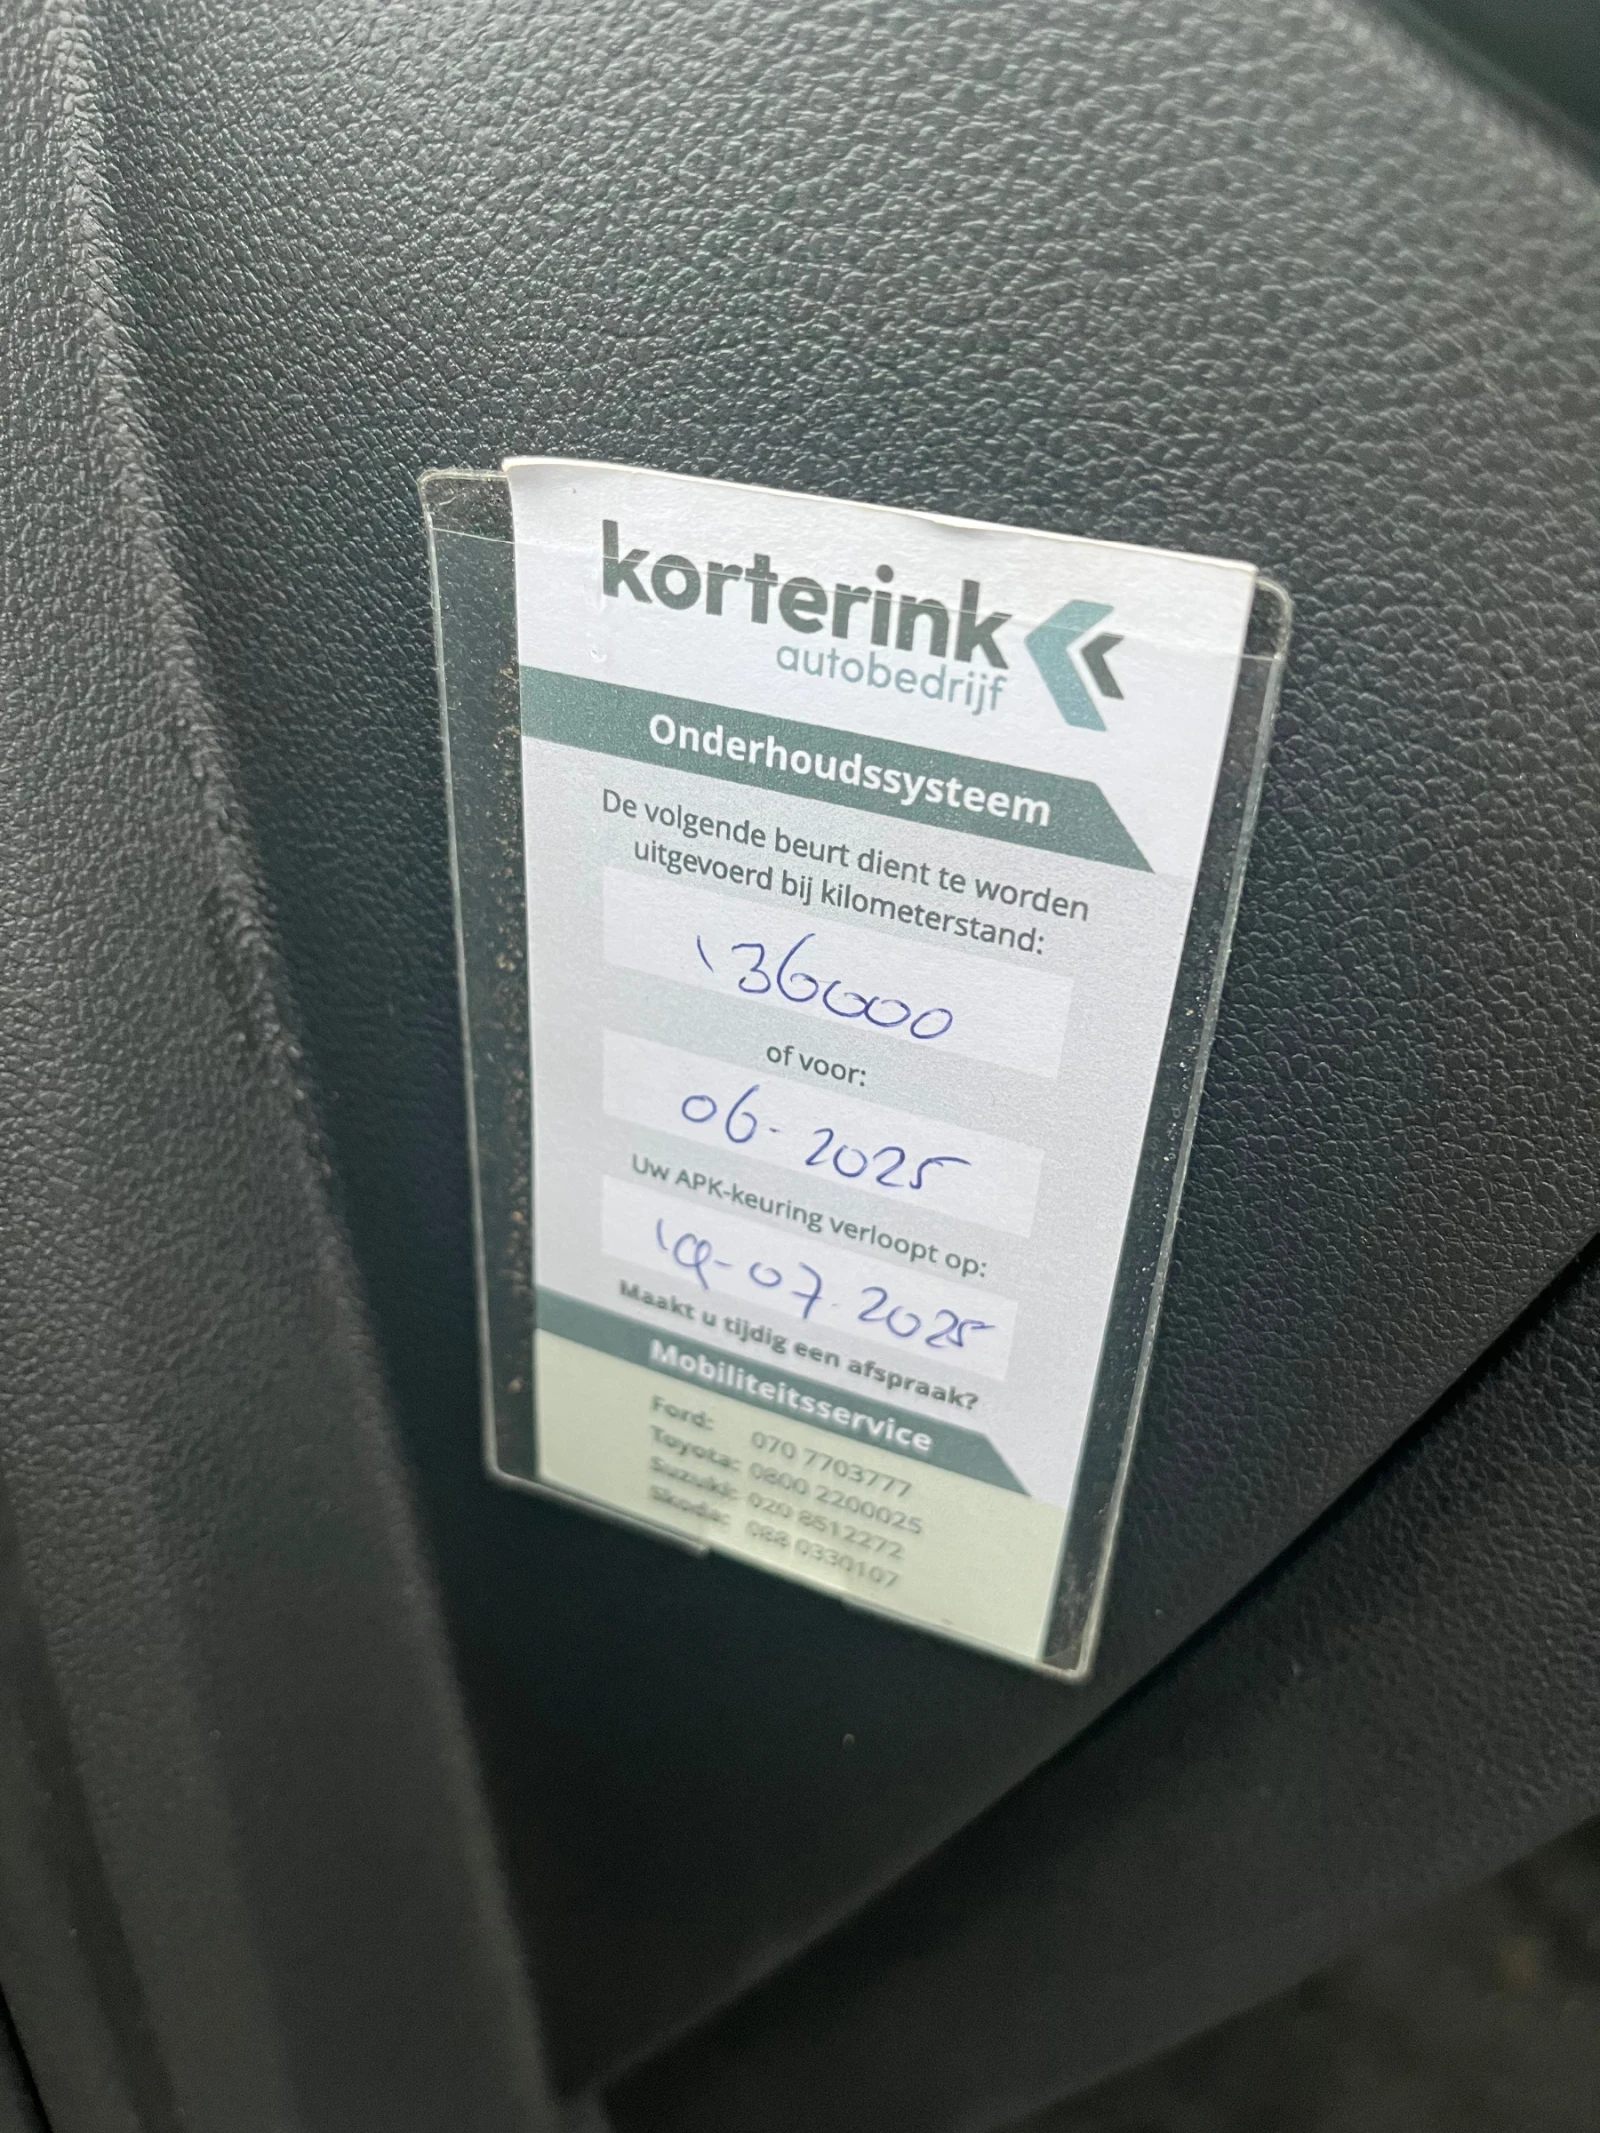 korterink
autobedrijf
Onderhoudssysteem
De volgende beurt dient te worden
uitgevoerd bij kilometerstand:
136000
of voor:
06-2025
Uw APK-keuring verloopt op:
19-07-2025
Maakt u tijdig een afspraak?
Mobiliteitsservice
Ford: 070 7703777
Toyota: 0800 2200025
Suzuki: 020 8512272
Skoda: 088 0330107